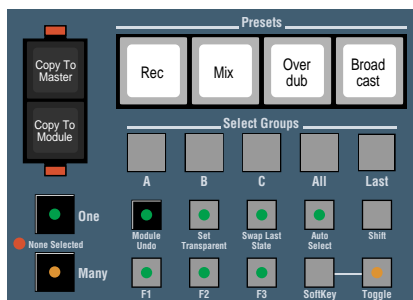 Presets
Copy To
Master
Rec
Mix
Over
dub
Broad
cast
Copy To
Module
Select Groups
A B C All Last
One
None Selected
Many
Module
Undo
Set
Transparent
Swap Last
State
Auto
Select
Shift
F1 F2 F3 SoftKey Toggle